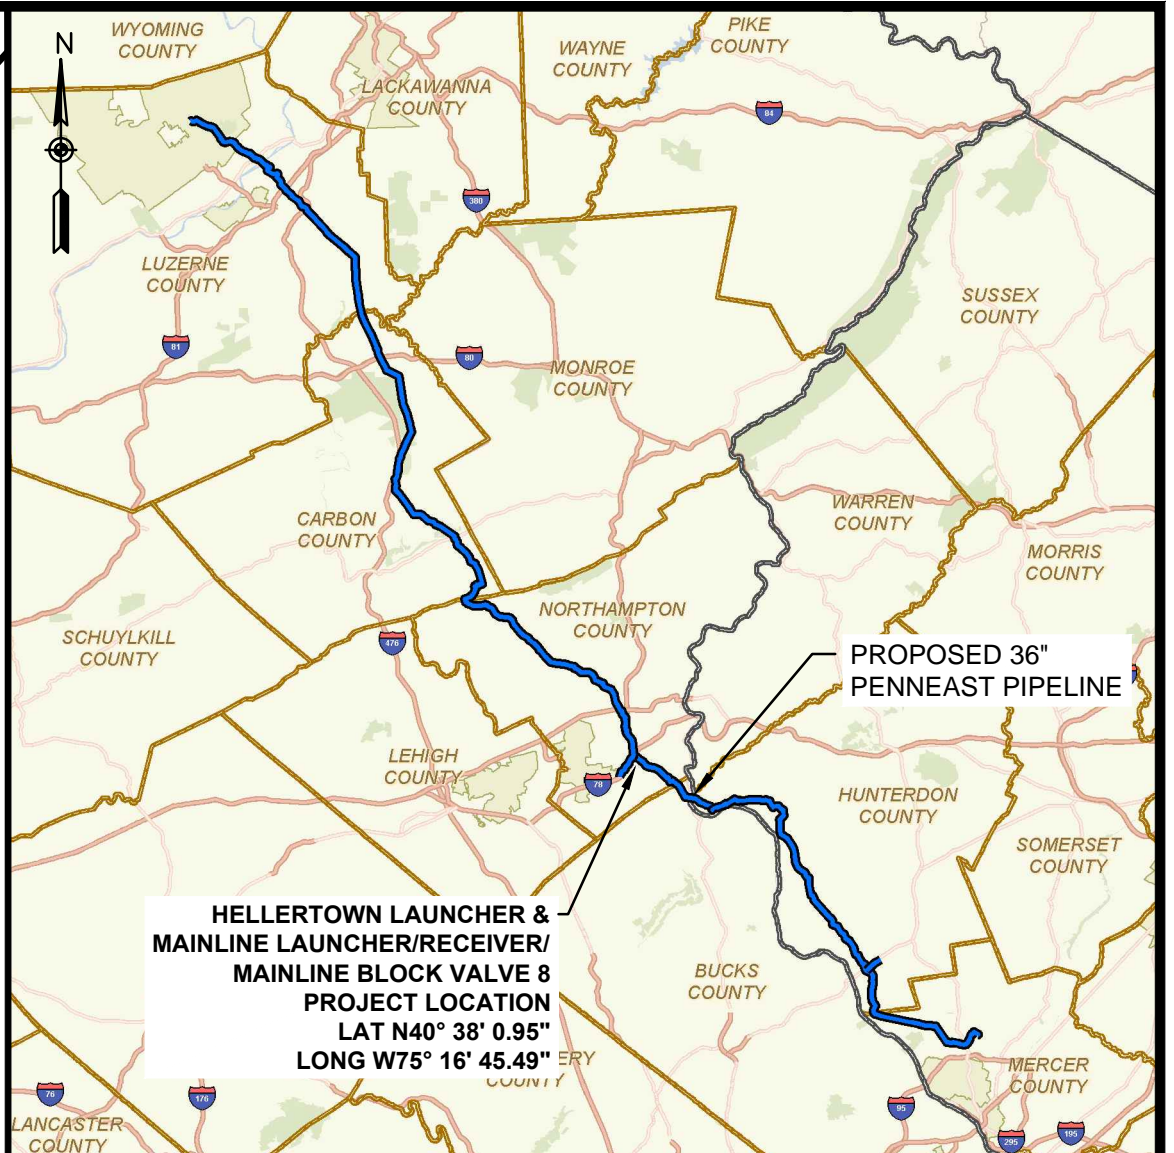 WYOMING
COUNTY
PIKE
COUNTY
N
WAYNE
COUNTY
LACKAWANNA
COUNTY
84
380
LUZERNE
COUNTY
SUSSEX
COUNTY
81
80
MONROE
COUNTY
WARREN
COUNTY
CARBON
COUNTY
MORRIS
COUNTY
NORTHAMPTON
COUNTY
SCHUYLKILL
COUNTY
476
PROPOSED 36"
PENNEAST PIPELINE
LEHIGH
COUNTY
78
HUNTERDON
COUNTY
SOMERSET
COUNTY
HELLERTOWN LAUNCHER &
MAINLINE LAUNCHER/RECEIVER/
MAINLINE BLOCK VALVE 8
PROJECT LOCATION
LAT N40° 38' 0.95"
LONG W75° 16' 45.49"
BUCKS
COUNTY
ERY
COUNTY
MERCER
COUNTY
76
176
95
295
195
LANCASTER
COUNTY